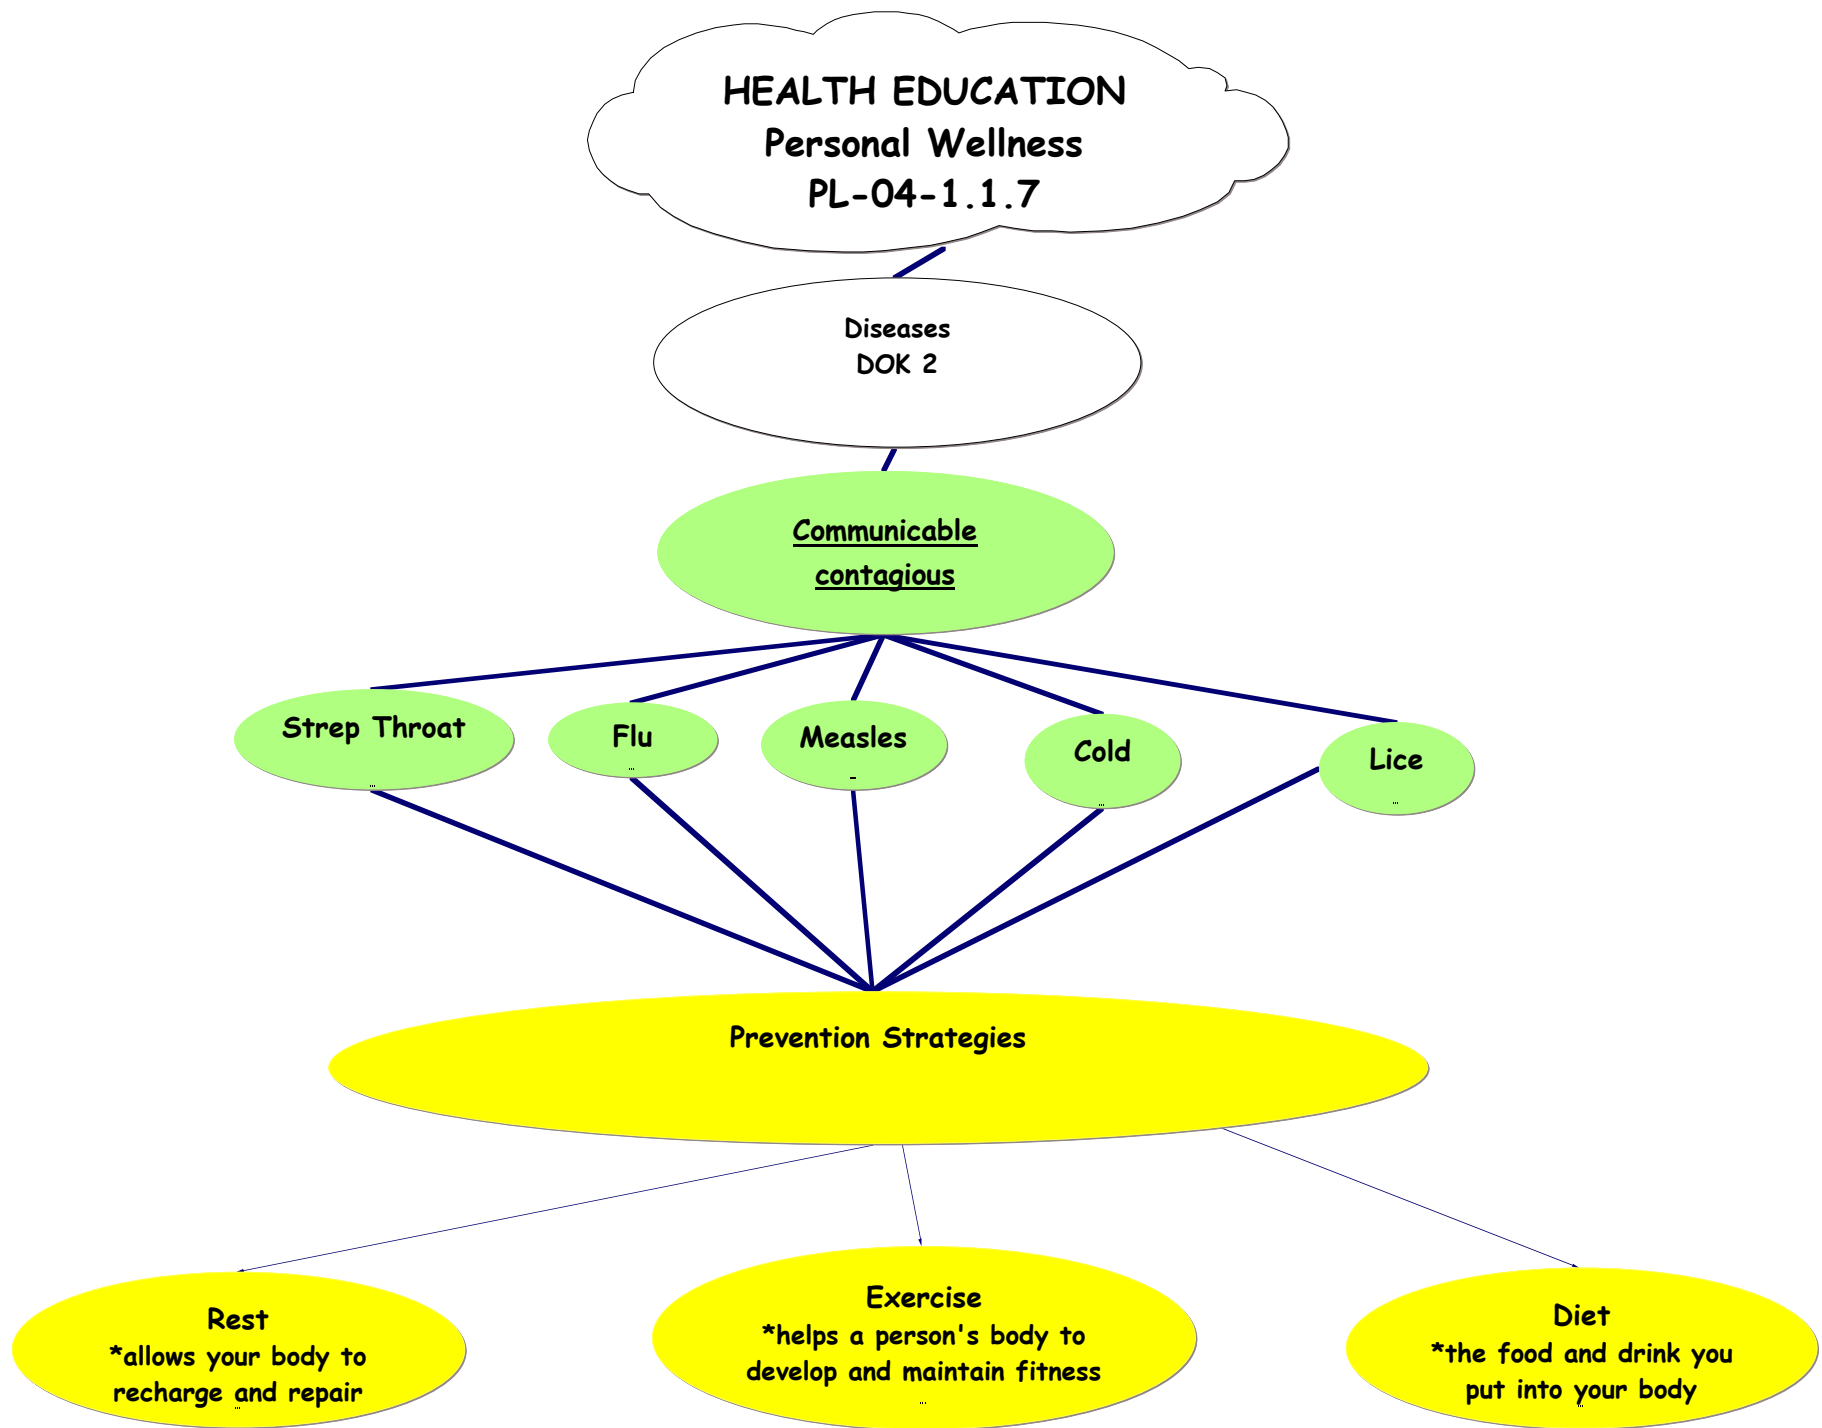 HEALTH EDUCATION
Personal Wellness
PL-04-1.1.7
Diseases
DOK 2
Communicable
contagious
Strep Throat
...
Flu
...
Measles
Cold
...
Lice
...
Prevention Strategies
Rest
*allows your body to
recharge and repair
...
Exercise
*helps a person's body to
develop and maintain fitness
...
Diet
*the food and drink you
put into your body
...